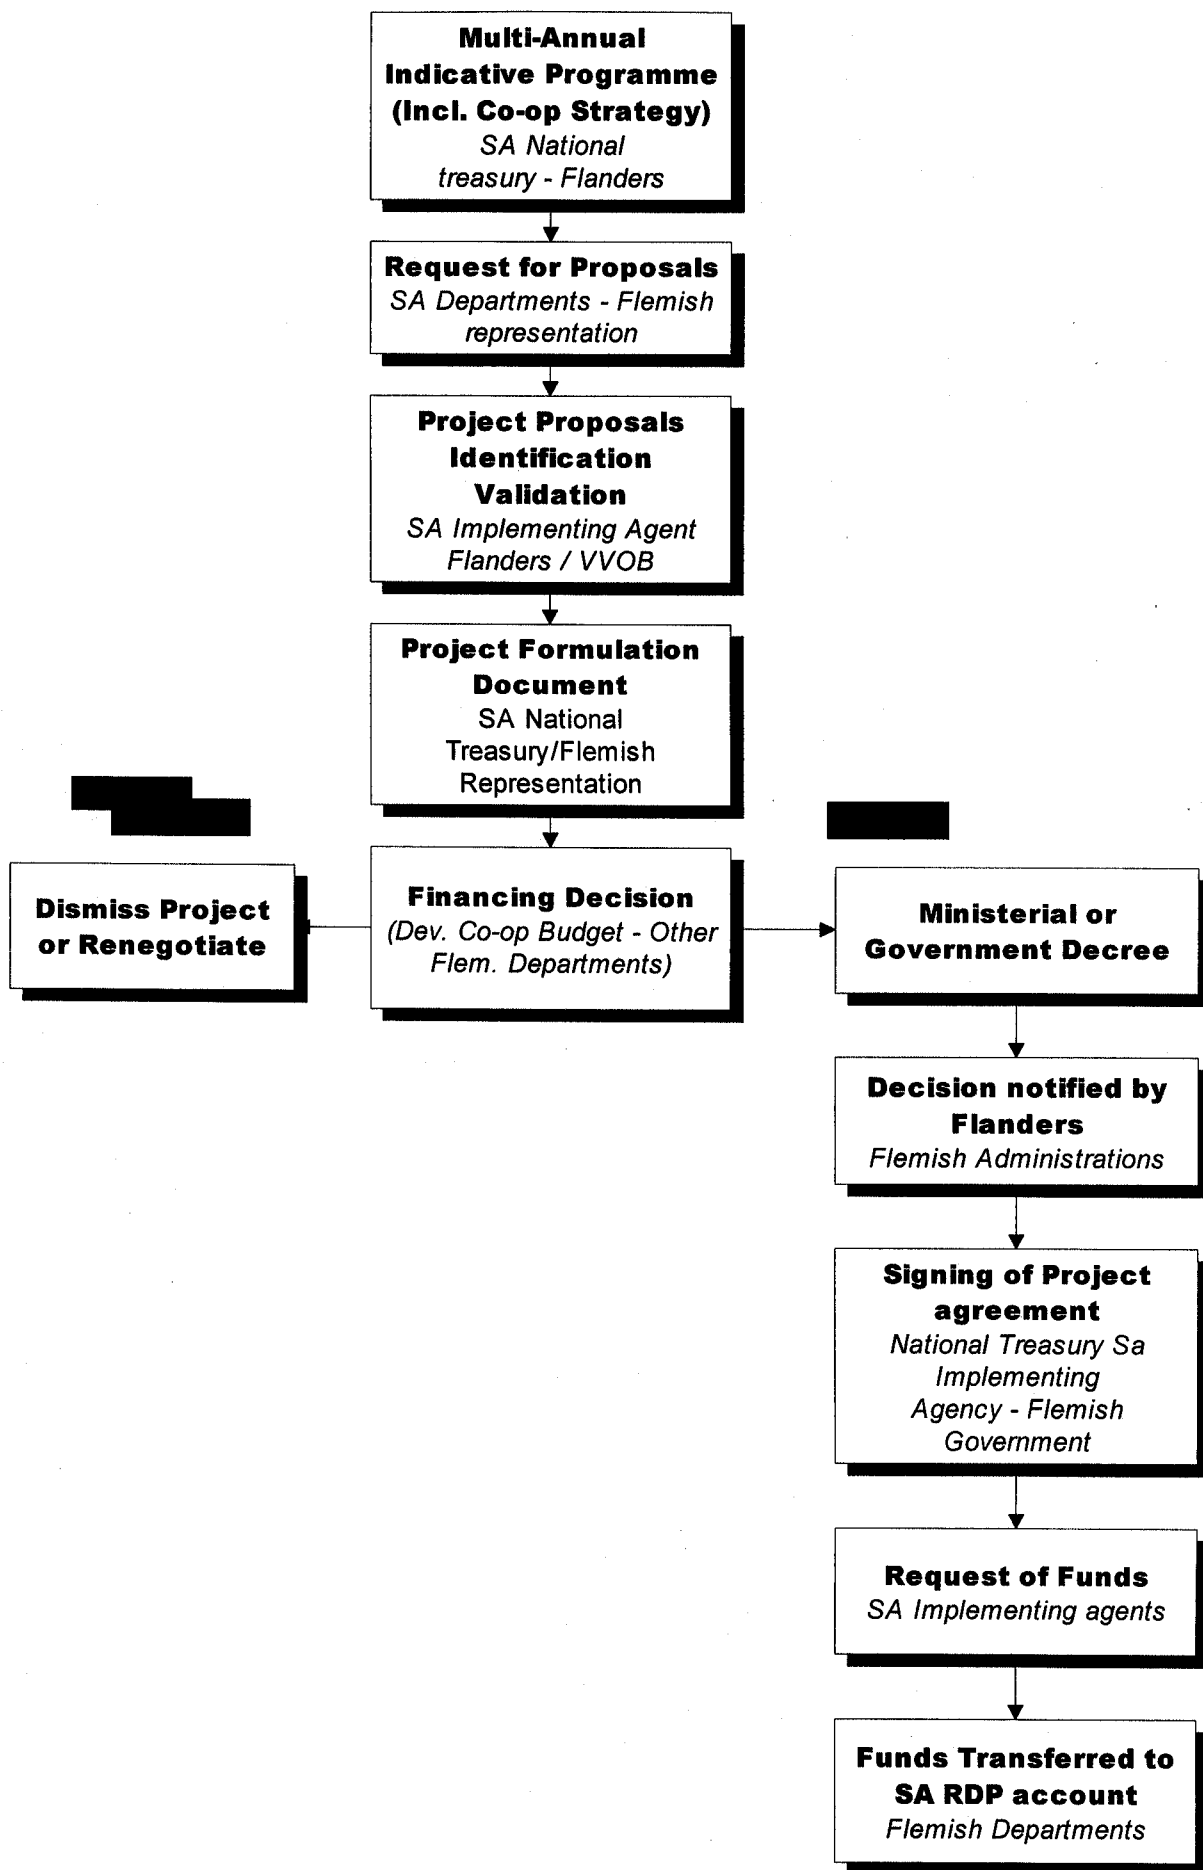 Multi-Annual
Indicative Programme
(Incl. Co-op Strategy)
SA National
treasury - Flanders
Request for Proposals
SA Departments - Flemish
representation
Project Proposals
Identification
Validation
SA Implementing Agent
Flanders / VVOB
Project Formulation
Document
SA National
Treasury/Flemish
Representation
Dismiss Project
or Renegotiate
Financing Decision
(Dev. Co-op Budget - Other
Flem. Departments)
Ministerial or
Government Decree
Decision notified by
Flanders
Flemish Administrations
Signing of Project
agreement
National Treasury Sa
Implementing
Agency - Flemish
Government
Request of Funds
SA Implementing agents
Funds Transferred to
SA RDP account
Flemish Departments